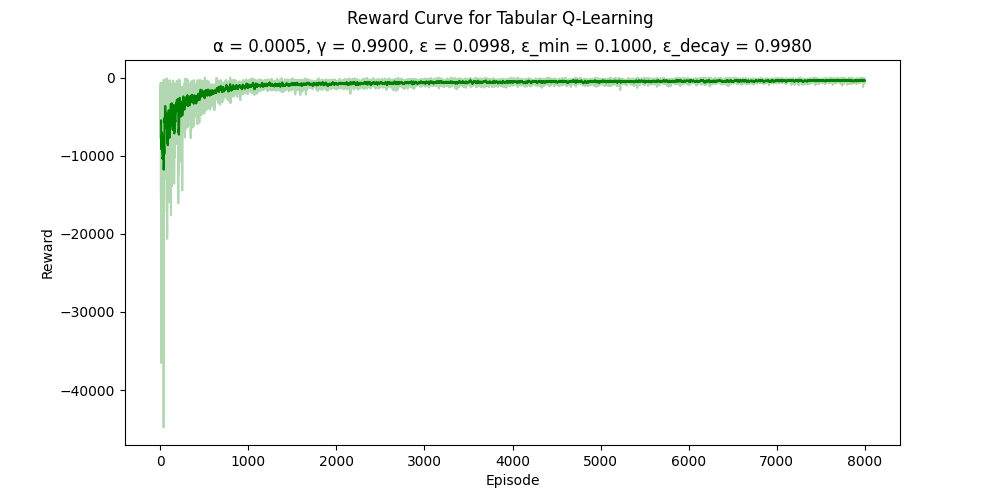 Reward Curve for Tabular Q-Learning
α = 0.0005, γ = 0.9900, ε = 0.0998, ε_min = 0.1000, ε_decay = 0.9980
0
−10000
−20000
−30000
−40000
Reward
0 1000 2000 3000 4000 5000 6000 7000 8000
Episode